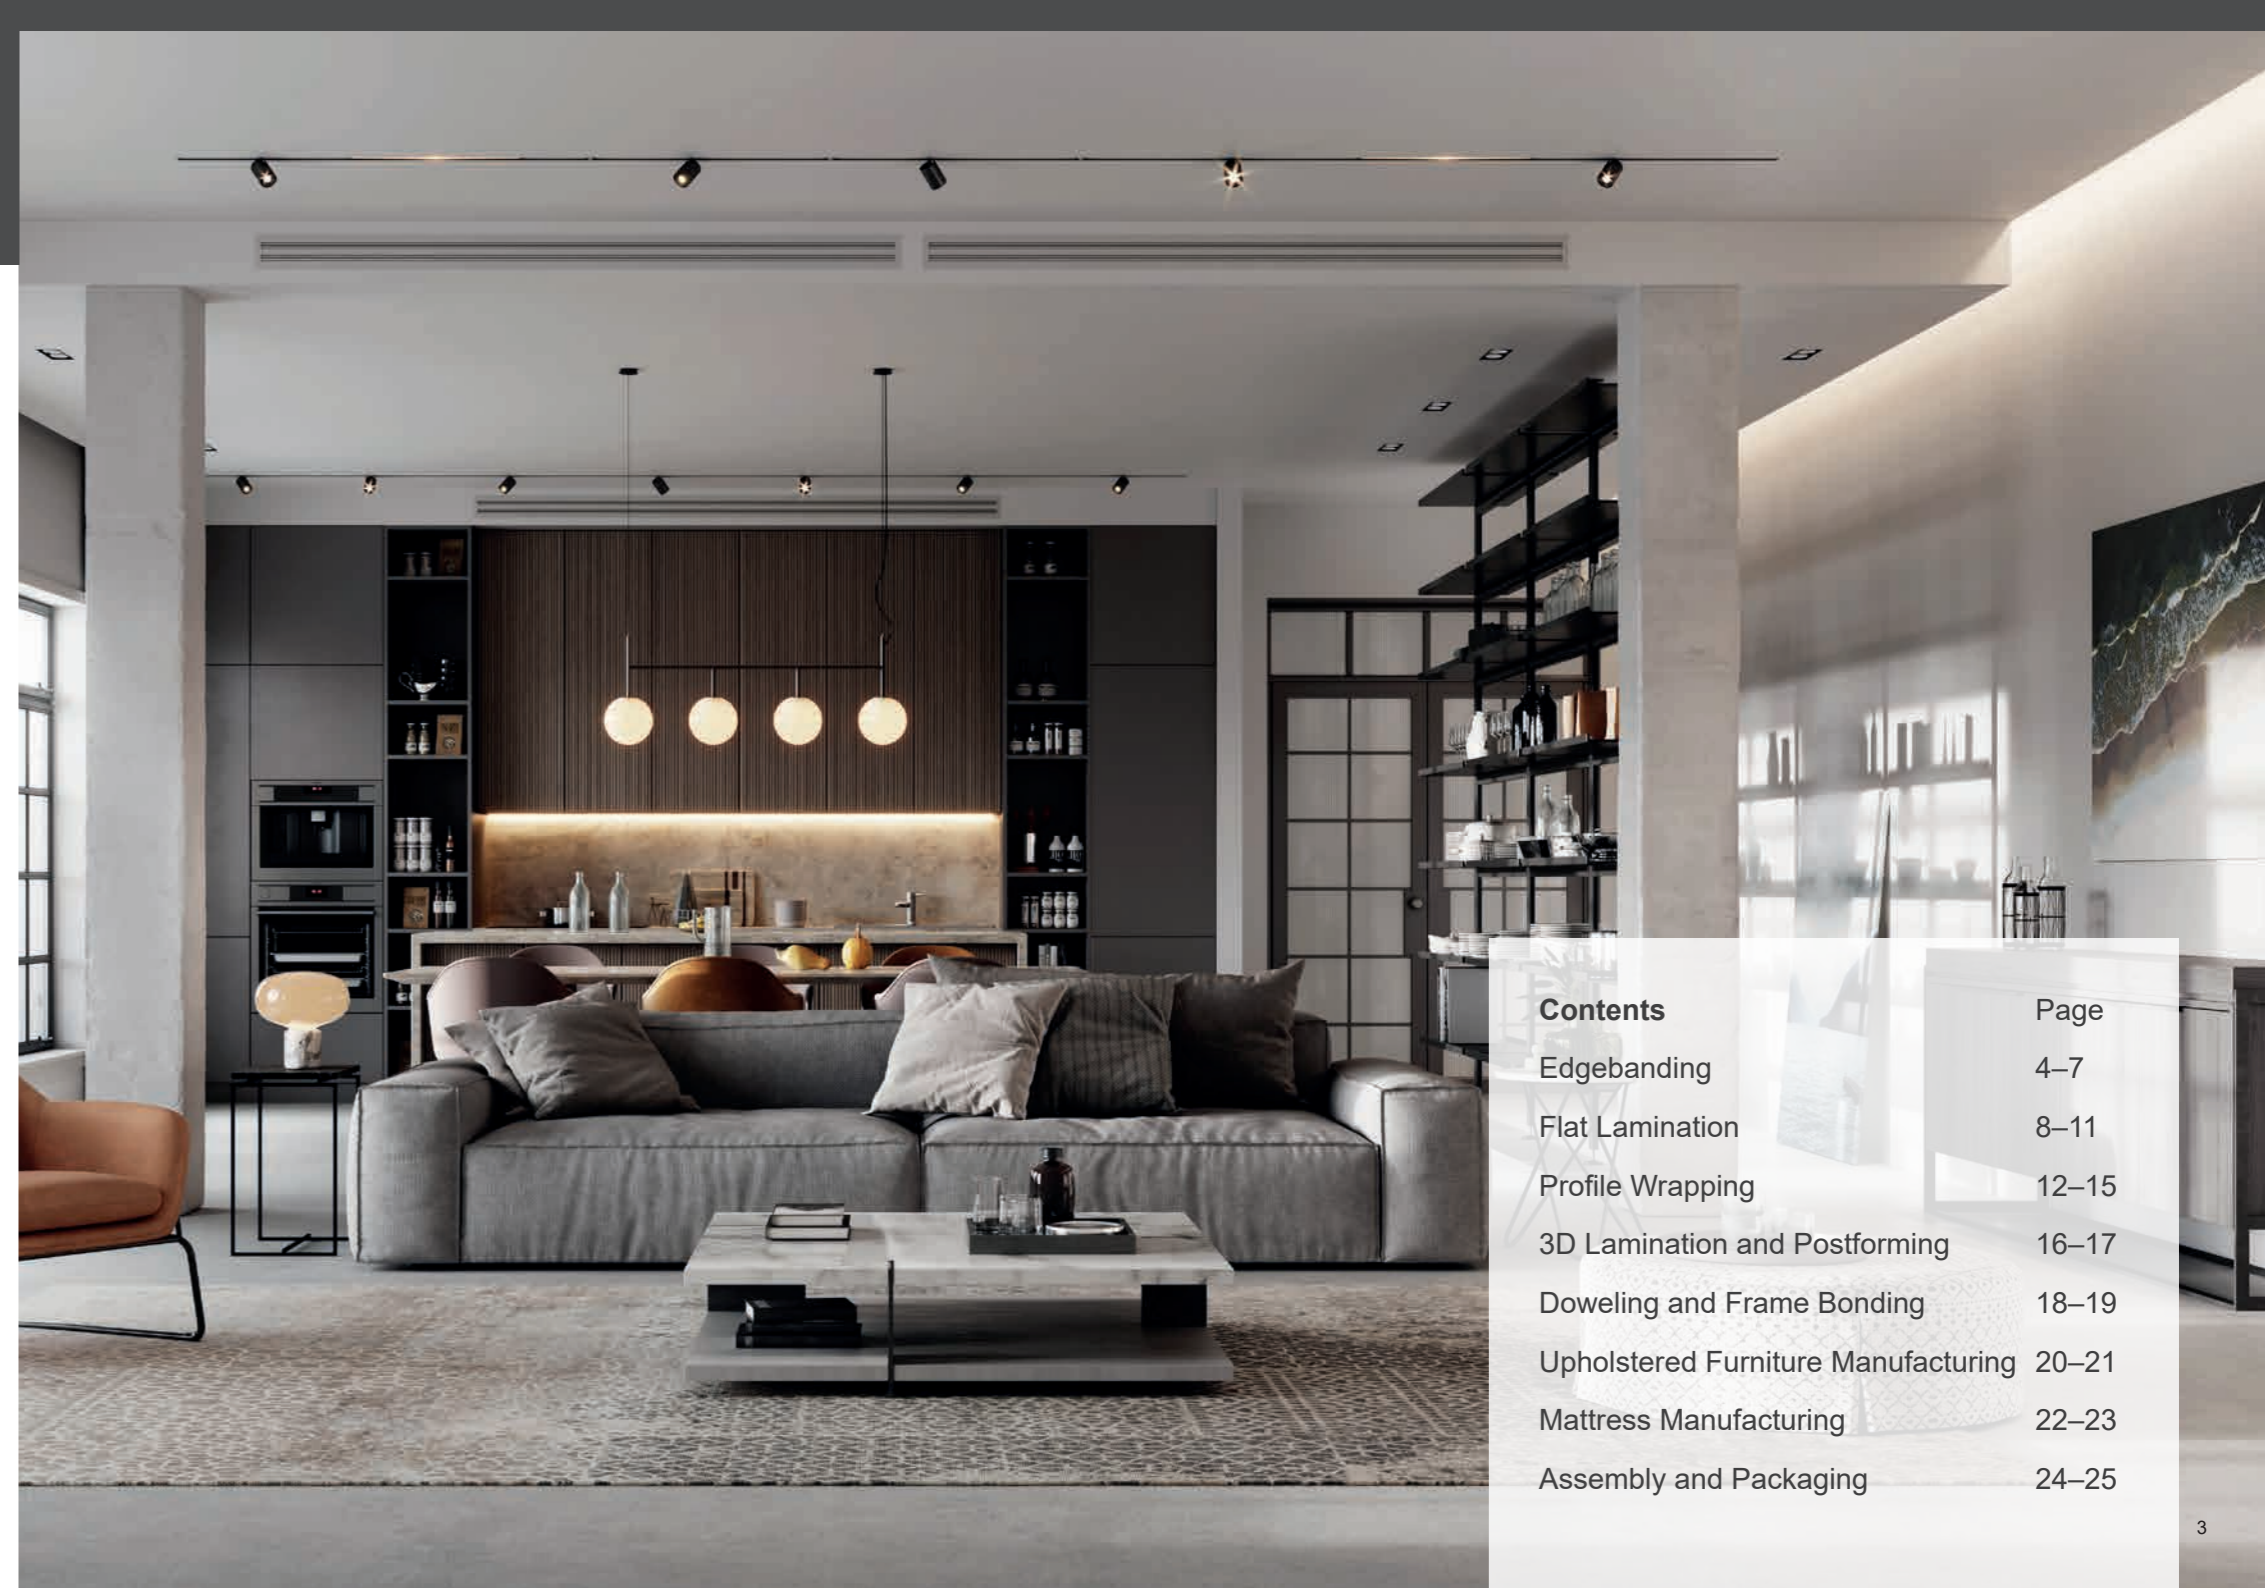 Contents Page
Edgebanding 4–7
Flat Lamination 8–11
Profile Wrapping 12–15
3D Lamination and Postforming 16–17
Doweling and Frame Bonding 18–19
Upholstered Furniture Manufacturing 20–21
Mattress Manufacturing 22–23
Assembly and Packaging 24–25
3